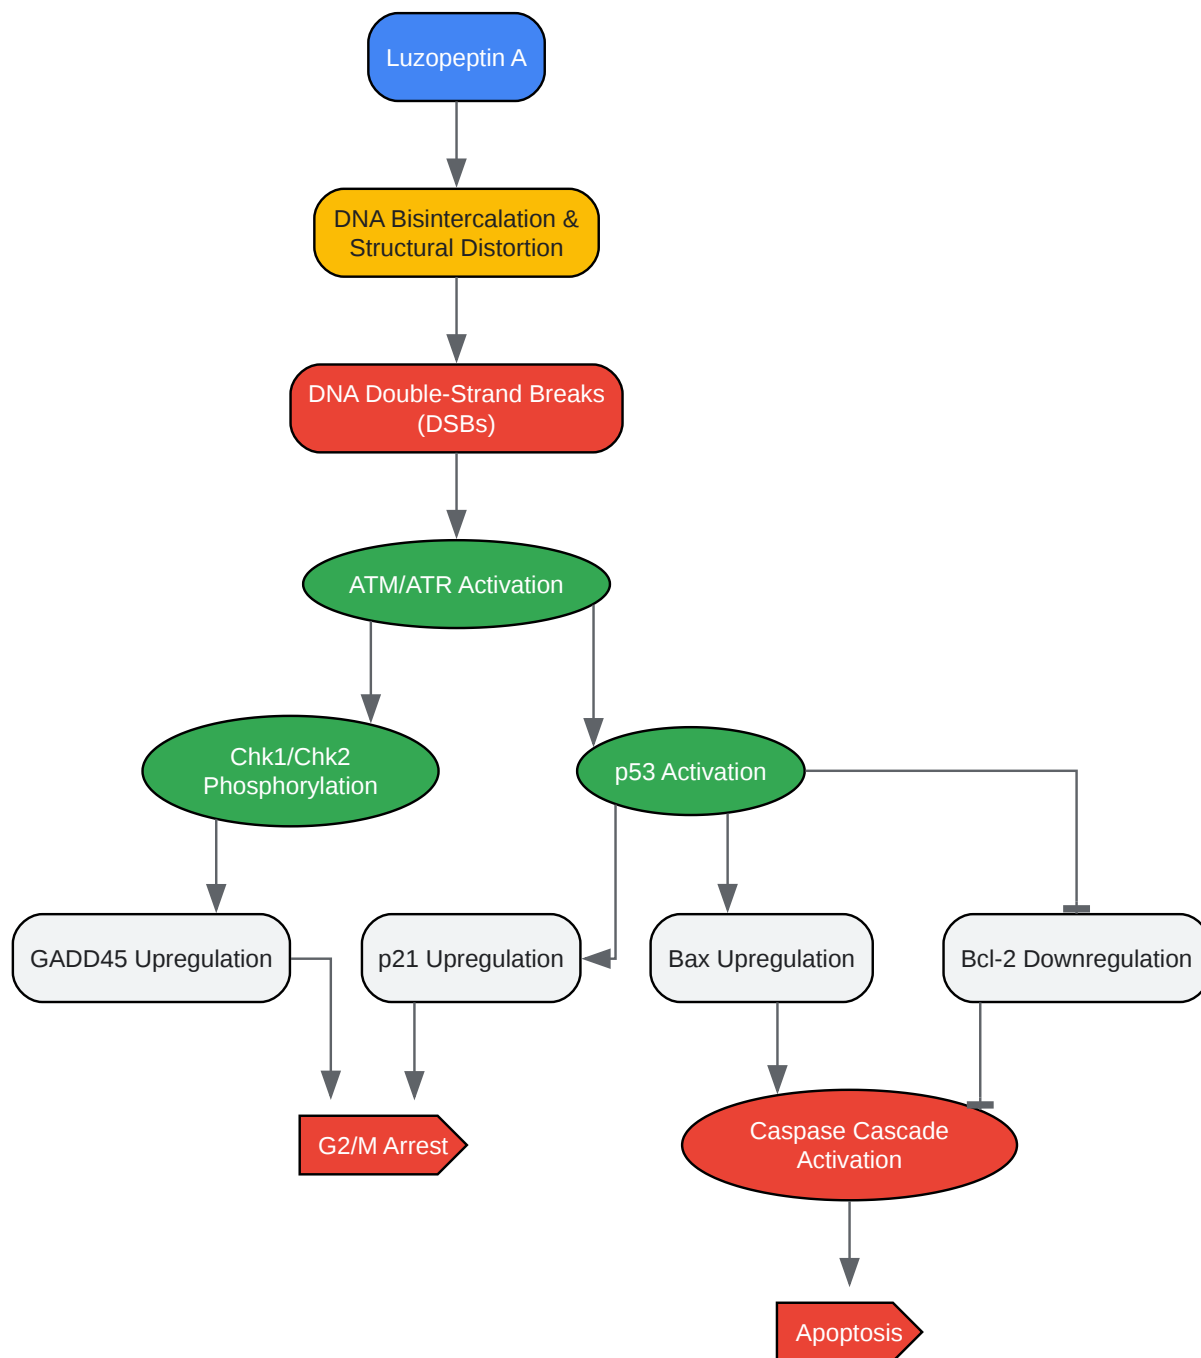 Luzopeptin A
DNA Bisintercalation &
Structural Distortion
DNA Double-Strand Breaks
(DSBs)
ATM/ATR Activation
Chk1/Chk2
Phosphorylation
p53 Activation
GADD45 Upregulation
p21 Upregulation
Bax Upregulation
Bcl-2 Downregulation
G2/M Arrest
Caspase Cascade
Activation
Apoptosis